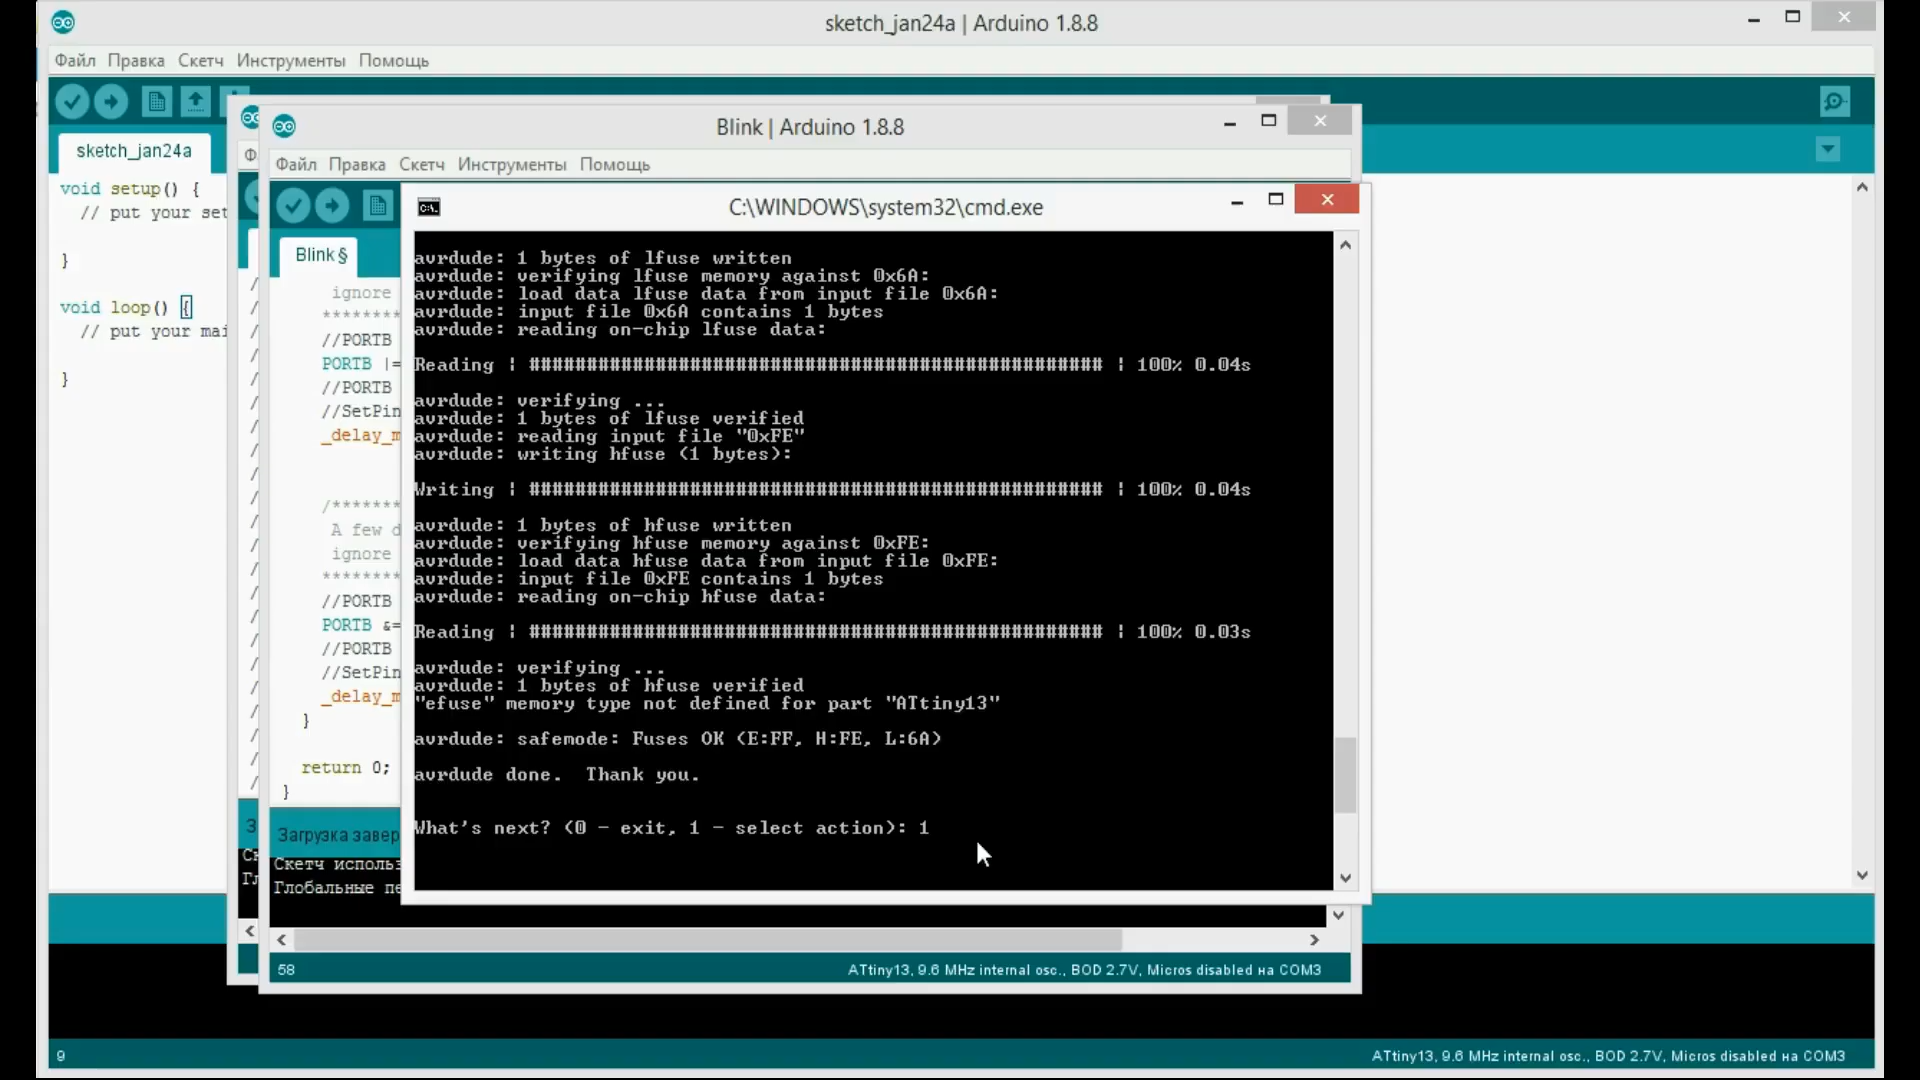 sketch_jan24a | Arduino 1.8.8
Файл Правка Скетч Инструменты Помощь
sketch_jan24a
void setup() {
// put your set
}
void loop() {
// put your mai
}
Blink | Arduino 1.8.8
Файл Правка Скетч Инструменты Помощь
Blink §
ignore
********
//PORTB
PORTB |=
//PORTB
//SetPin
_delay_m
/*******
A few d
ignore
********
//PORTB
PORTB &=
//PORTB
//SetPin
_delay_m
}
return 0;
}
Загрузка завер
Скетч использ
Глобальные пе
58
ATtiny13, 9.6 MHz internal osc., BOD 2.7V, Micros disabled на COM3
C:\WINDOWS\system32\cmd.exe
avrdude: 1 bytes of lfuse written
avrdude: verifying lfuse memory against 0x6A:
avrdude: load data lfuse data from input file 0x6A:
avrdude: input file 0x6A contains 1 bytes
avrdude: reading on-chip lfuse data:
Reading | ################################################## | 100% 0.04s
avrdude: verifying ...
avrdude: 1 bytes of lfuse verified
avrdude: reading input file "0xFE"
avrdude: writing hfuse (1 bytes):
Writing | ################################################## | 100% 0.04s
avrdude: 1 bytes of hfuse written
avrdude: verifying hfuse memory against 0xFE:
avrdude: load data hfuse data from input file 0xFE:
avrdude: input file 0xFE contains 1 bytes
avrdude: reading on-chip hfuse data:
Reading | ################################################## | 100% 0.03s
avrdude: verifying ...
avrdude: 1 bytes of hfuse verified
"efuse" memory type not defined for part "ATtiny13"
avrdude: safemode: Fuses OK (E:FF, H:FE, L:6A)
avrdude done.  Thank you.
What's next? (0 - exit, 1 - select action): 1
9
ATtiny13, 9.6 MHz internal osc., BOD 2.7V, Micros disabled на COM3